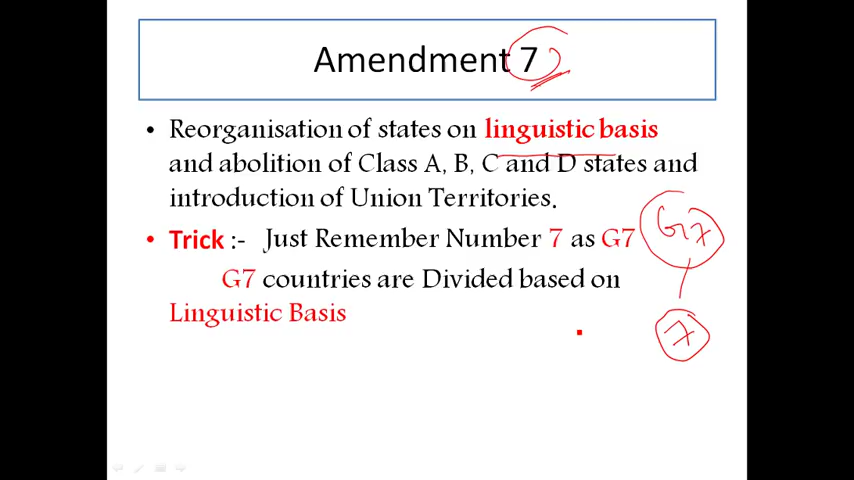 Amendment 7
• Reorganisation of states on linguistic basis
and abolition of Class A, B, C and D states and
introduction of Union Territories.
• Trick :- Just Remember Number 7 as G7
G7 countries are Divided based on
Linguistic Basis
G7
7